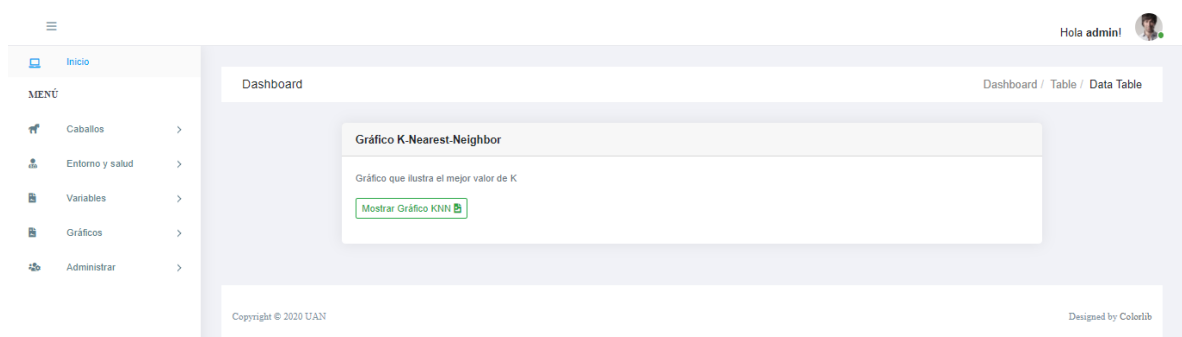 Hola admin!
Inicio
MENÚ
Caballos
Entorno y salud
Variables
Gráficos
Administrar
Dashboard
Dashboard / Table / Data Table
Gráfico K-Nearest-Neighbor
Gráfico que ilustra el mejor valor de K
Mostrar Gráfico KNN
Copyright © 2020 UAN
Designed by Colorlib